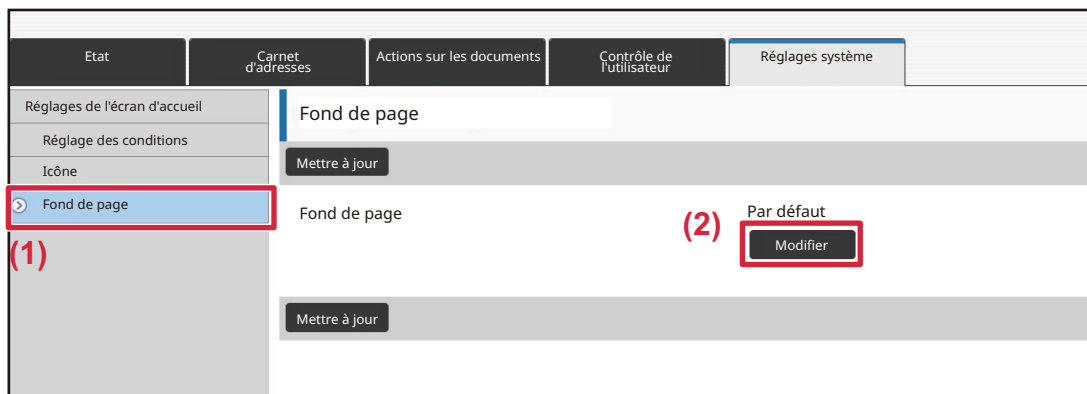 Etat
Carnet
d'adresses
Actions sur les documents
Contrôle de
l'utilisateur
Réglages système
Réglages de l'écran d'accueil
Réglage des conditions
Icône
Fond de page
(1)
Fond de page
Mettre à jour
Fond de page
Par défaut
(2)
Modifier
Mettre à jour